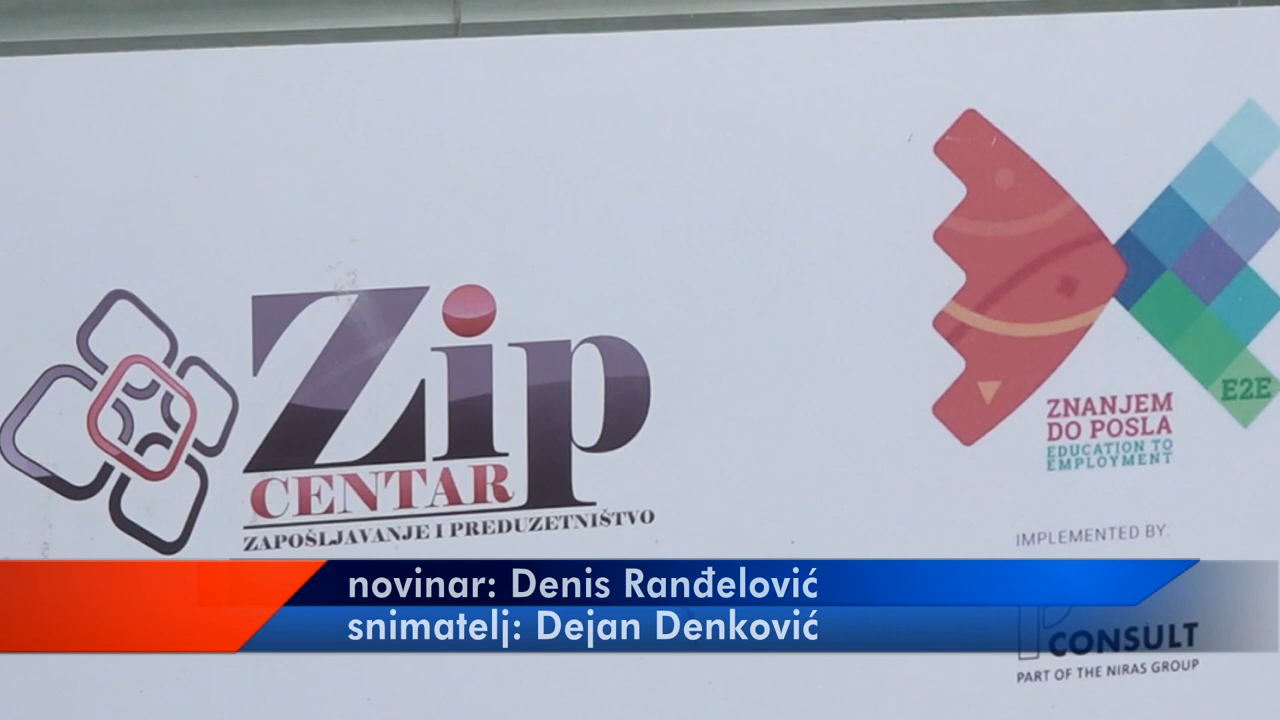 Zip
CENTAR
ZAPOŠLJAVANJE I PREDUZETNIŠTVO
E2E
ZNANJEM
DO POSLA
EDUCATION TO
EMPLOYMENT
IMPLEMENTED BY:
CONSULT
PART OF THE NIRAS GROUP
novinar: Denis Ranđelović
snimatelj: Dejan Denković